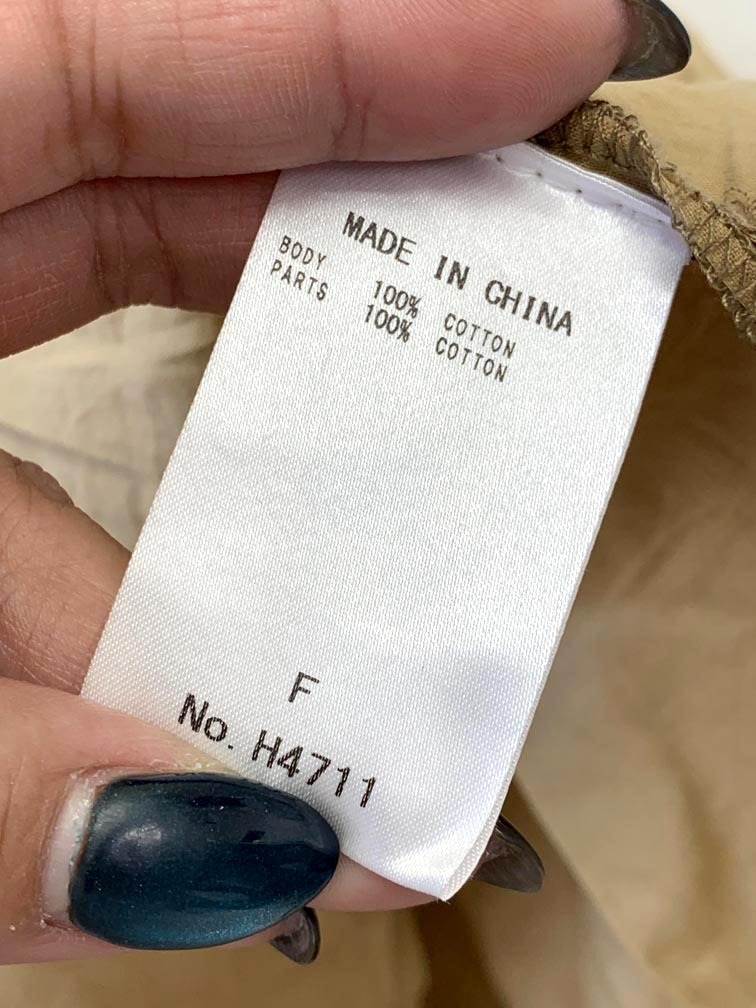 MADE IN CHINA
BODY 100% COTTON
PARTS 100% COTTON
F
No. H4711